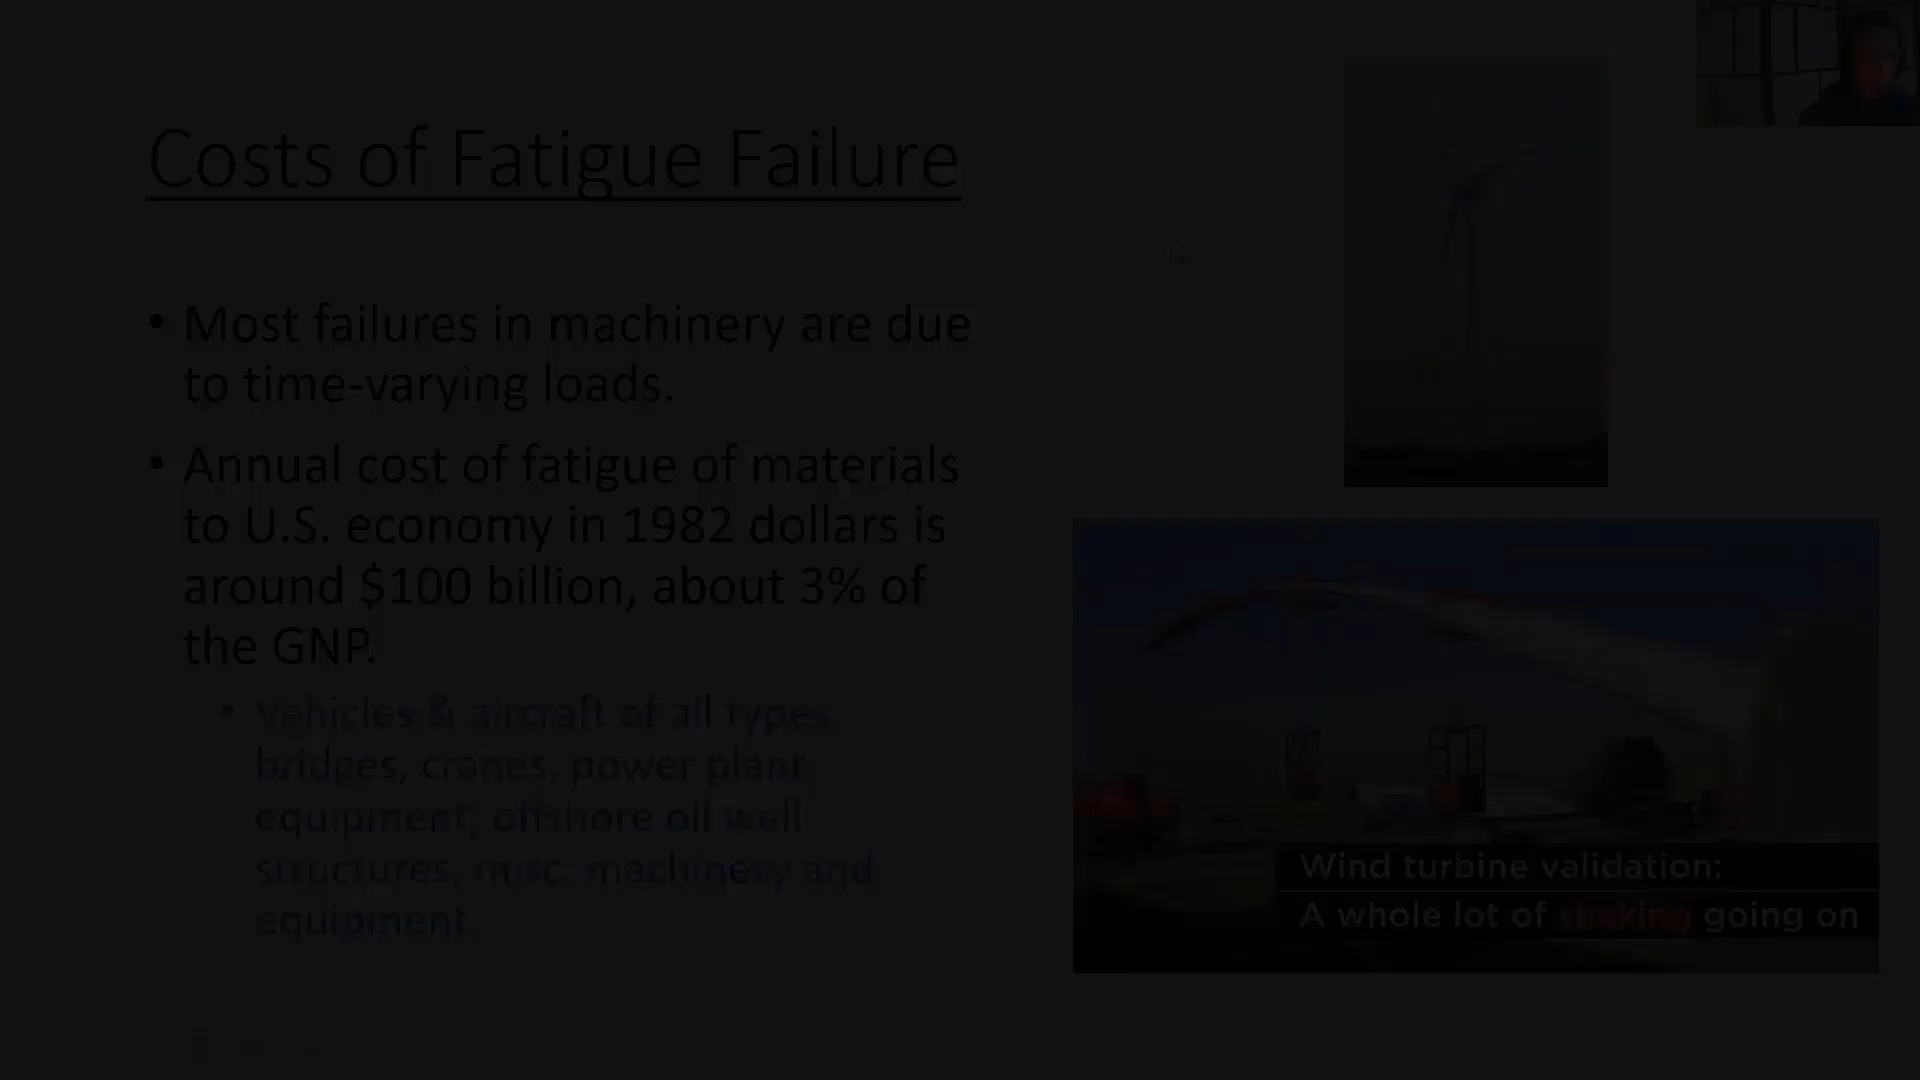 Costs of Fatigue Failure
• Most failures in machinery are due
to time-varying loads.
• Annual cost of fatigue of materials
to U.S. economy in 1982 dollars is
around $100 billion, about 3% of
the GNP.
• Vehicles & aircraft of all types,
bridges, cranes, power plant
equipment, offshore oil well
structures, misc. machinery and
equipment.
Wind turbine validation:
A whole lot of shaking going on